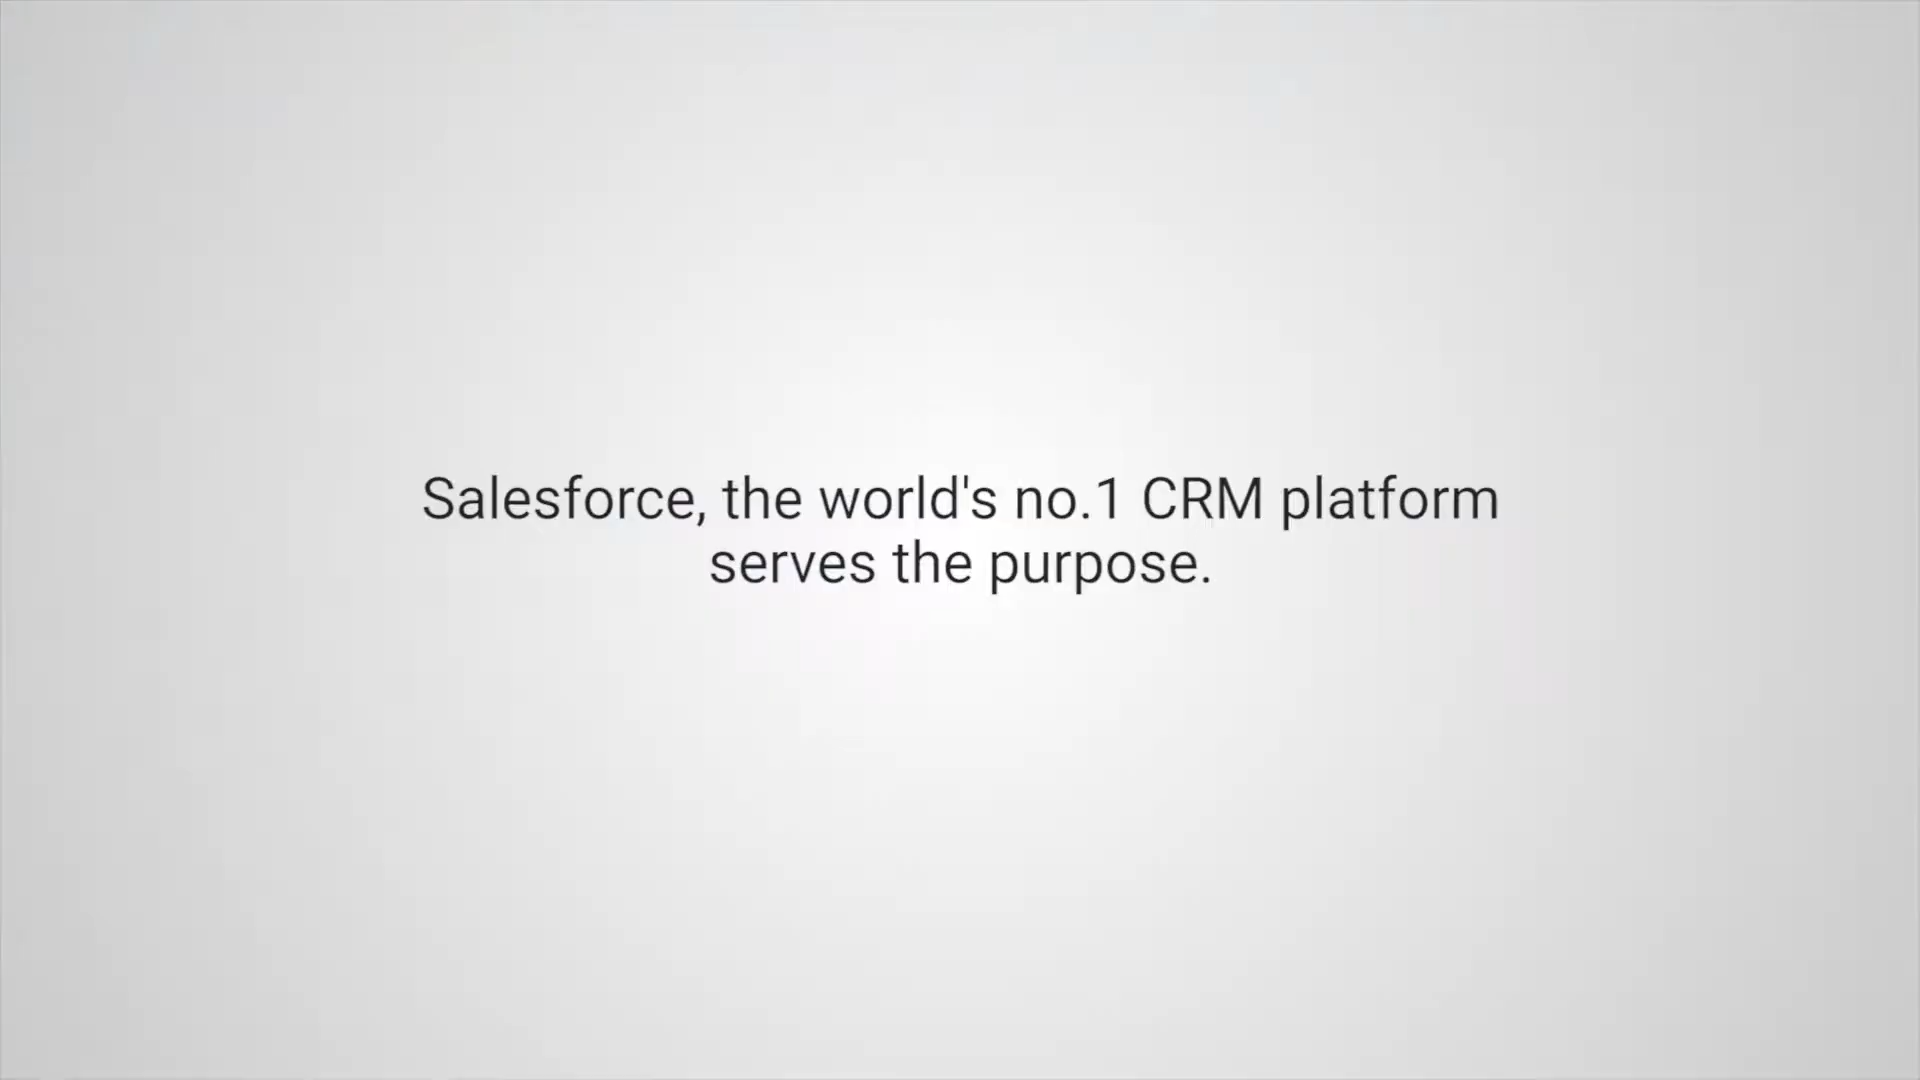 Salesforce, the world's no.1 CRM platform
serves the purpose.